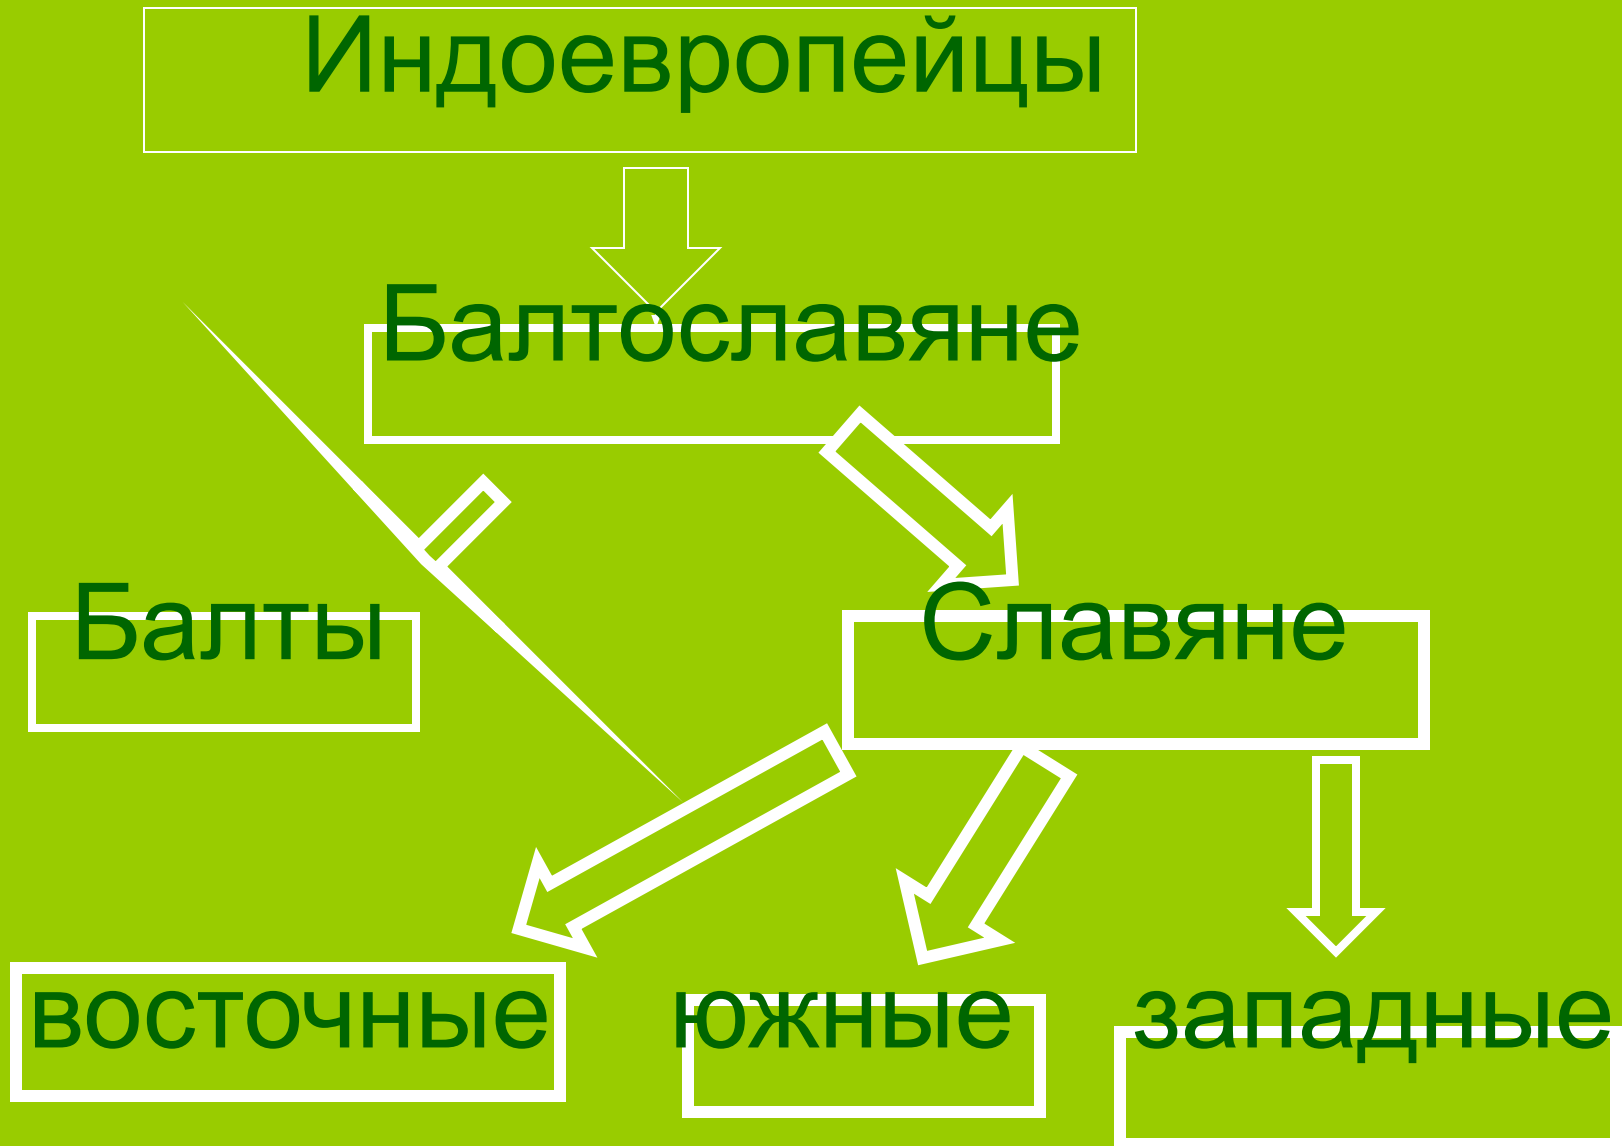 Индоевропейцы
Балтославяне
Балты
Славяне
восточные
южные
западные